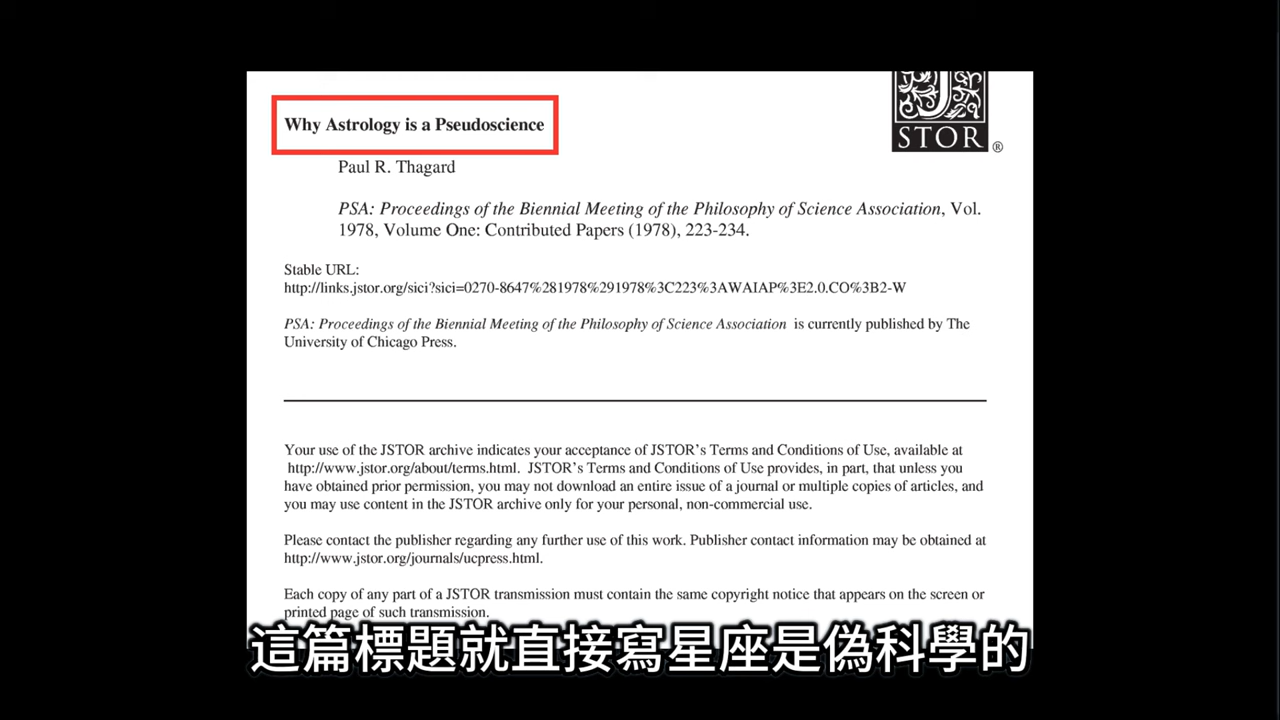 Why Astrology is a Pseudoscience
STOR ®
Paul R. Thagard
PSA: Proceedings of the Biennial Meeting of the Philosophy of Science Association, Vol.
1978, Volume One: Contributed Papers (1978), 223-234.
Stable URL:
http://links.jstor.org/sici?sici=0270-8647%281978%291978%3C223%3AWAIAP%3E2.0.CO%3B2-W
PSA: Proceedings of the Biennial Meeting of the Philosophy of Science Association is currently published by The
University of Chicago Press.
Your use of the JSTOR archive indicates your acceptance of JSTOR's Terms and Conditions of Use, available at
http://www.jstor.org/about/terms.html. JSTOR's Terms and Conditions of Use provides, in part, that unless you
have obtained prior permission, you may not download an entire issue of a journal or multiple copies of articles, and
you may use content in the JSTOR archive only for your personal, non-commercial use.
Please contact the publisher regarding any further use of this work. Publisher contact information may be obtained at
http://www.jstor.org/journals/ucpress.html.
Each copy of any part of a JSTOR transmission must contain the same copyright notice that appears on the screen or
printed page of such transmission.
這篇標題就直接寫星座是偽科學的